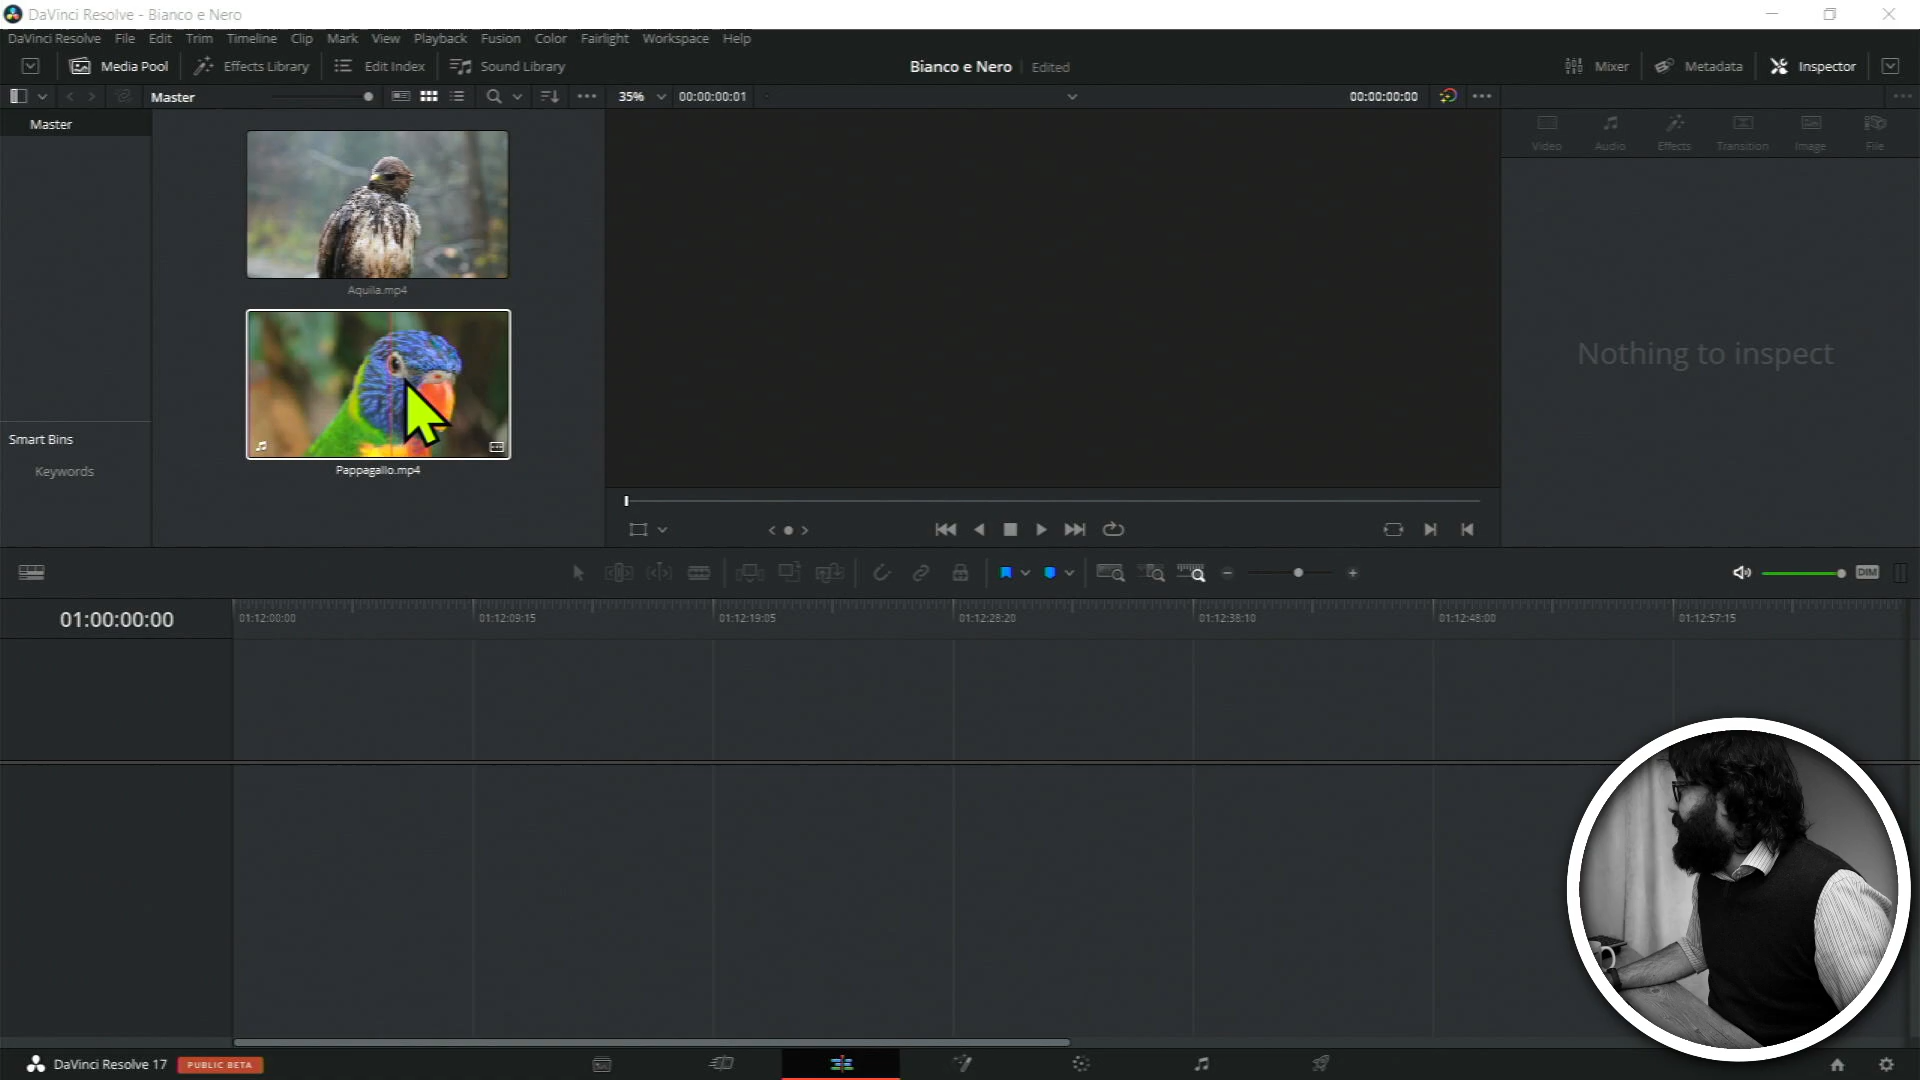 DaVinci Resolve - Bianco e Nero
DaVinci Resolve File Edit Trim Timeline Clip Mark View Playback Fusion Color Fairlight Workspace Help
Media Pool Effects Library Edit Index Sound Library Bianco e Nero Edited Mixer Metadata Inspector
Master 35% 00:00:00:01 00:00:00:00
Master
Video Audio Effects Transition Image File
Aquila.mp4
Nothing to inspect
Smart Bins
Keywords
Pappagallo.mp4
DIM
01:00:00:00
01:12:00:00 01:12:09:15 01:12:19:05 01:12:28:20 01:12:38:10 01:12:48:00 01:12:57:15
DaVinci Resolve 17 PUBLIC BETA